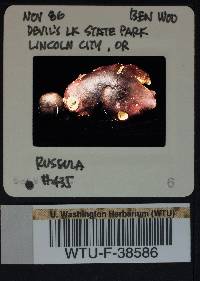 NOV 86 BEN WOO
DEVIL'S LK STATE PARK
LINCOLN CITY, OR
RUSSULA
#435
6
U. Washington Herbarium (WTU)
WTU-F-38586